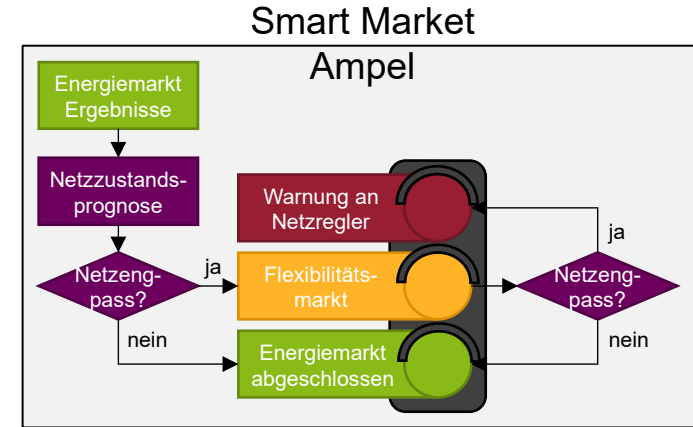 Smart Market
Ampel
Energiemarkt
Ergebnisse
Netzzustands-
prognose
Netzeng-
pass?
ja
nein
Warnung an
Netzregler
Flexibilitäts-
markt
Energiemarkt
abgeschlossen
Netzeng-
pass?
ja
nein